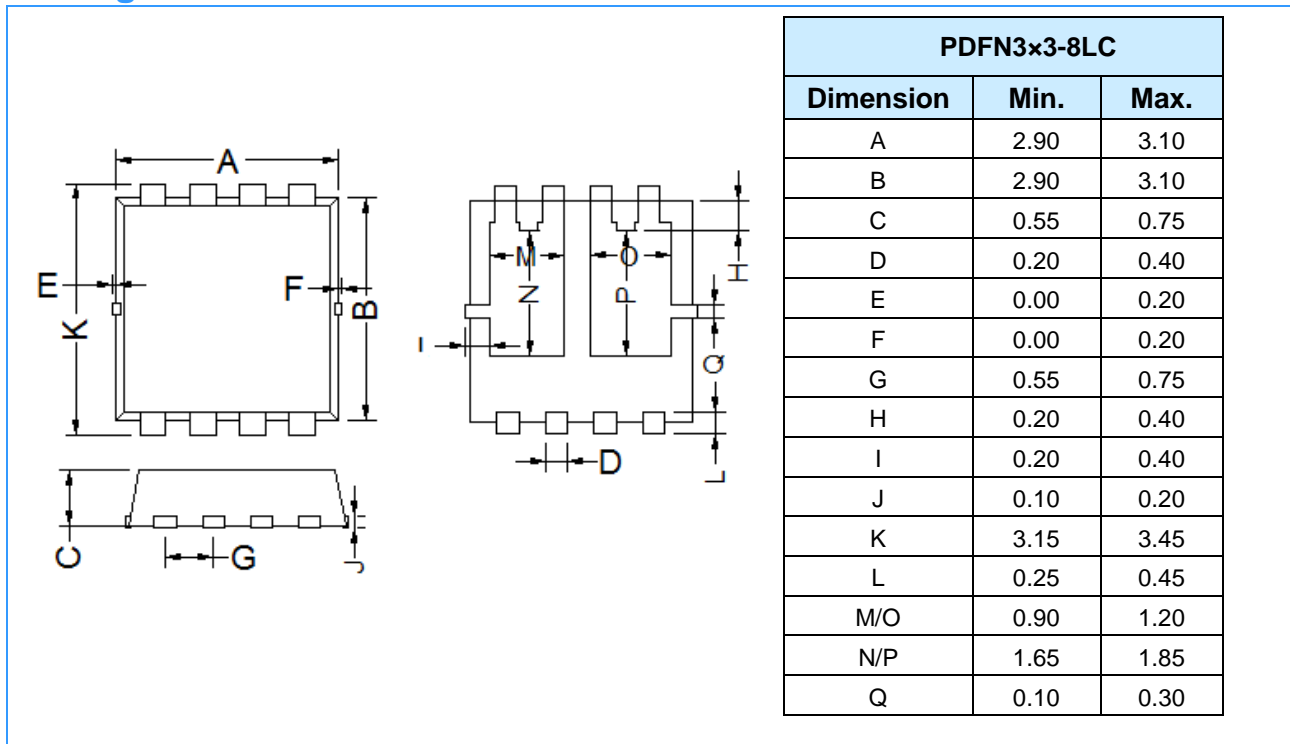 PDFN3×3-8LC
Dimension Min. Max.
A 2.90 3.10
B 2.90 3.10
C 0.55 0.75
D 0.20 0.40
E 0.00 0.20
F 0.00 0.20
G 0.55 0.75
H 0.20 0.40
I 0.20 0.40
J 0.10 0.20
K 3.15 3.45
L 0.25 0.45
M/O 0.90 1.20
N/P 1.65 1.85
Q 0.10 0.30
A
E
F
K
B
C
G
J
M
O
N
P
H
I
Q
D
L